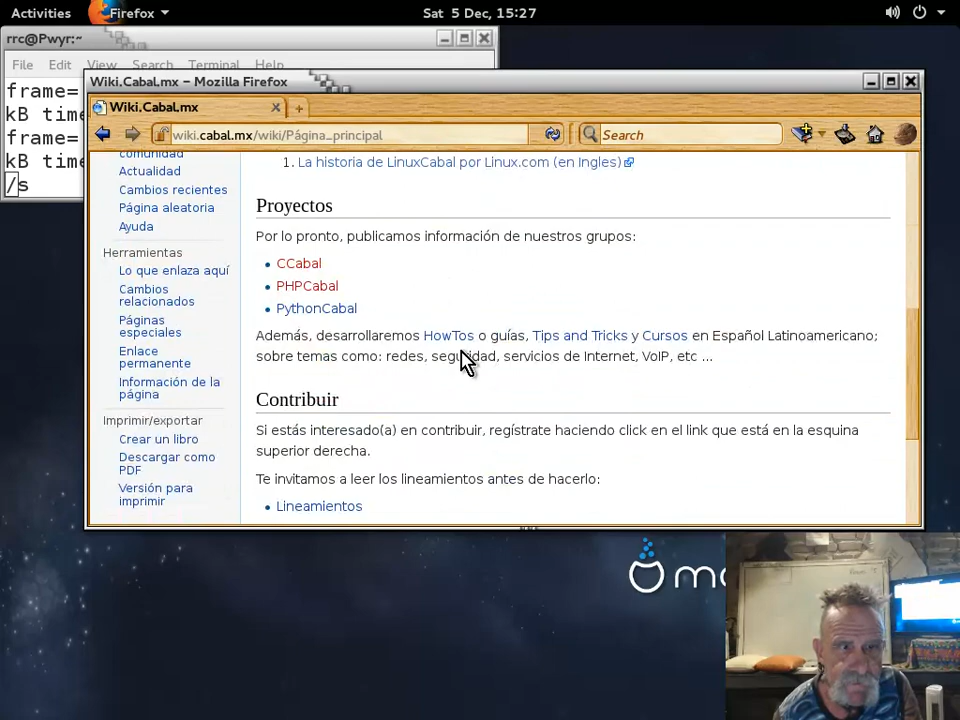 Activities Firefox Sat 5 Dec, 15:27
rrc@Pwyr:~
File Edit View Search Terminal
frame=
kB time
frame=
kB time
/s
Wiki.Cabal.mx - Mozilla Firefox
Wiki.Cabal.mx
wiki.cabal.mx/wiki/Página_principal Search
comunidad
Actualidad
Cambios recientes
Página aleatoria
Ayuda
Herramientas
Lo que enlaza aquí
Cambios
relacionados
Páginas
especiales
Enlace
permanente
Información de la
página
Imprimir/exportar
Crear un libro
Descargar como
PDF
Versión para
imprimir
1. La historia de LinuxCabal por Linux.com (en Ingles)
Proyectos
Por lo pronto, publicamos información de nuestros grupos:
CCabal
PHPCabal
PythonCabal
Además, desarrollaremos HowTos o guías, Tips and Tricks y Cursos en Español Latinoamericano;
sobre temas como: redes, seguridad, servicios de Internet, VoIP, etc ...
Contribuir
Si estás interesado(a) en contribuir, regístrate haciendo click en el link que está en la esquina
superior derecha.
Te invitamos a leer los lineamientos antes de hacerlo:
Lineamientos